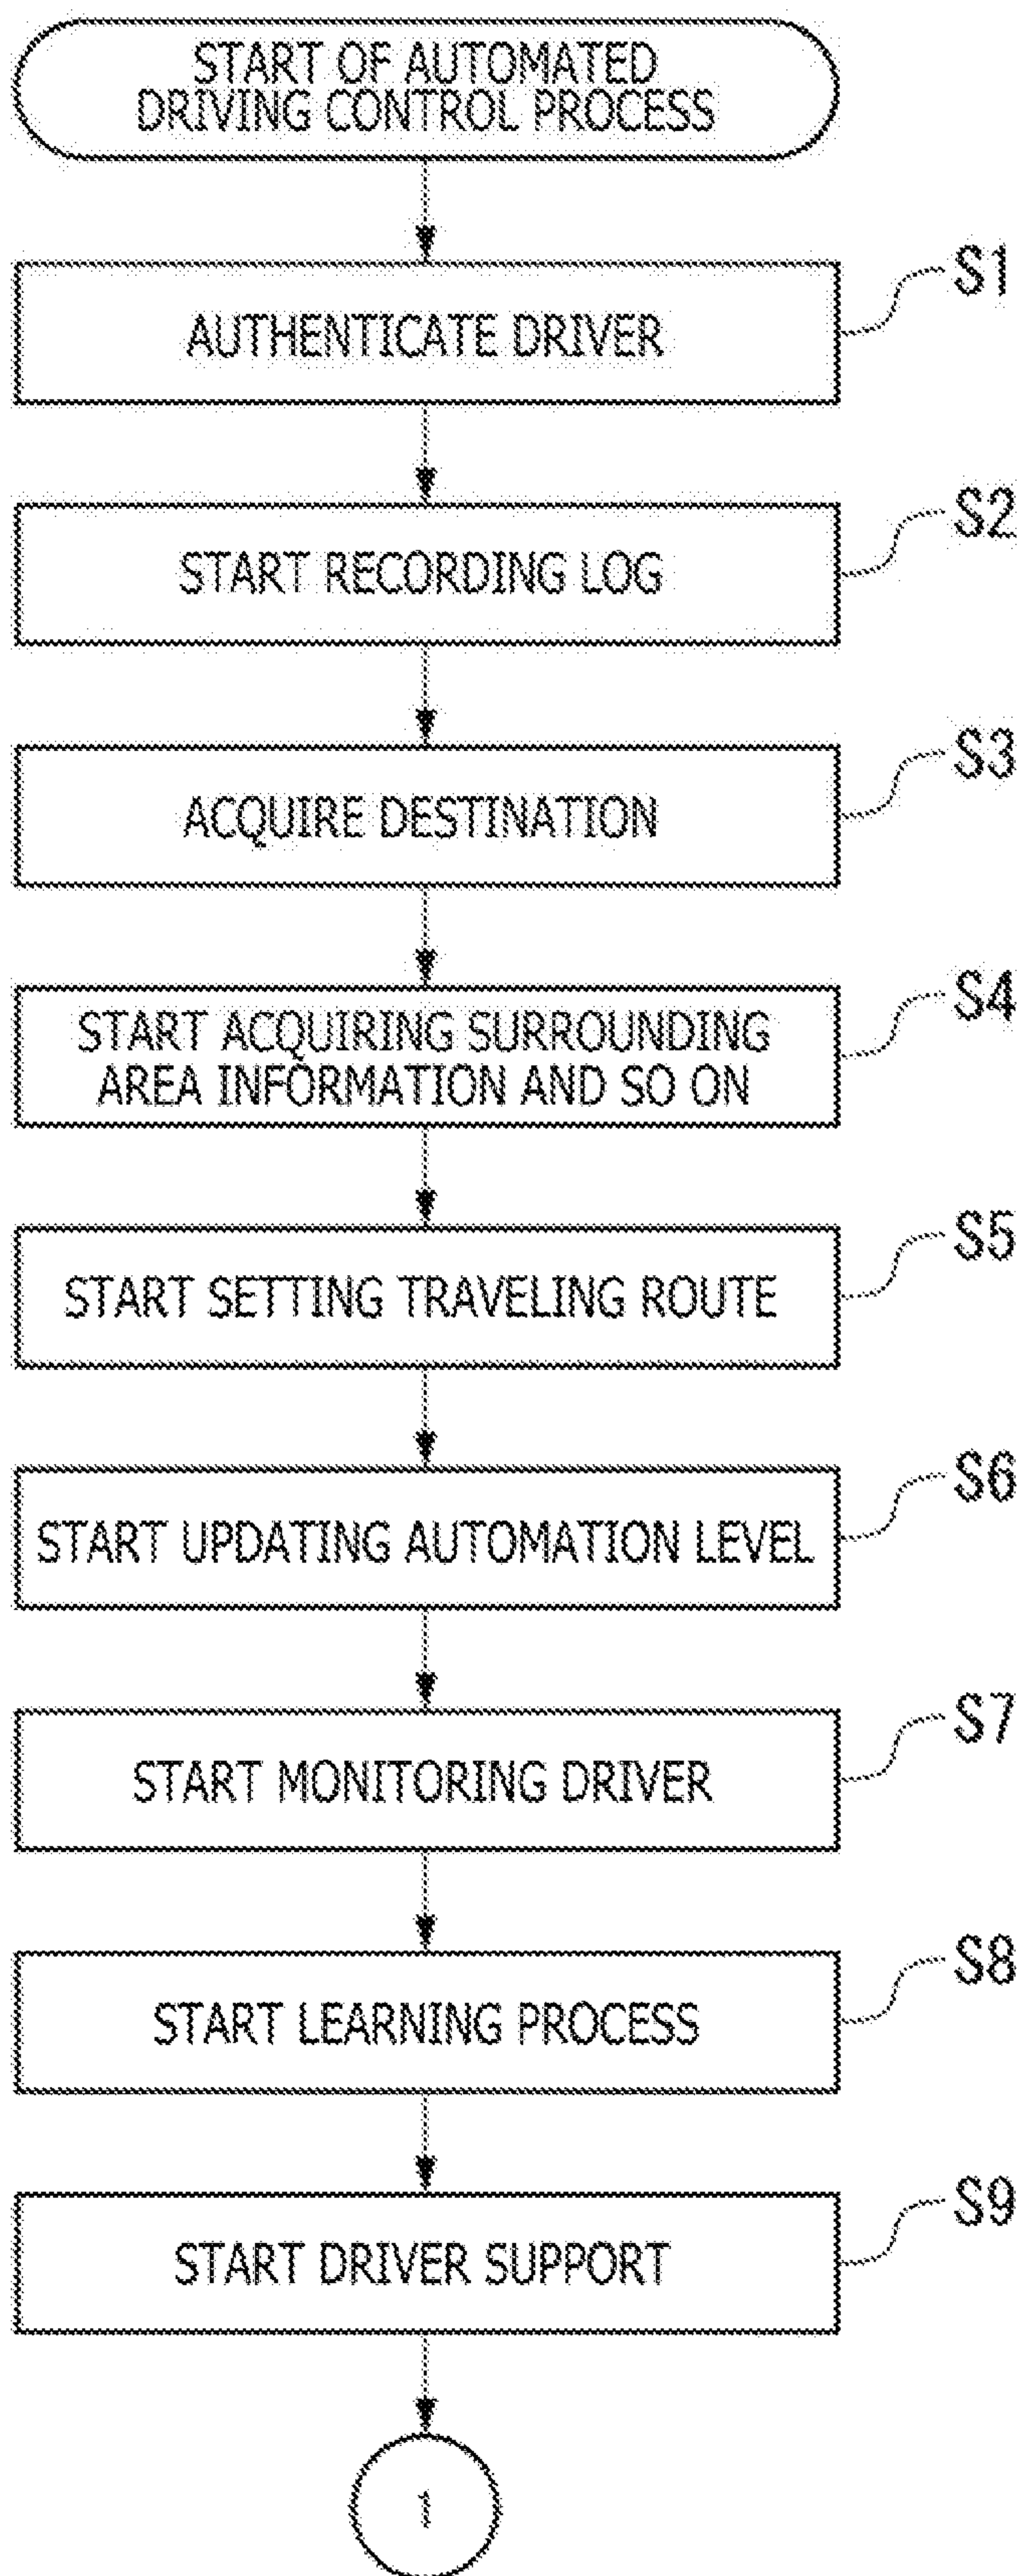 START OF AUTOMATED
DRIVING CONTROL PROCESS
S1
AUTHENTICATE DRIVER
S2
START RECORDING LOG
S3
ACQUIRE DESTINATION
S4
START ACQUIRING SURROUNDING
AREA INFORMATION AND SO ON
S5
START SETTING TRAVELING ROUTE
S6
START UPDATING AUTOMATION LEVEL
S7
START MONITORING DRIVER
S8
START LEARNING PROCESS
S9
START DRIVER SUPPORT
1